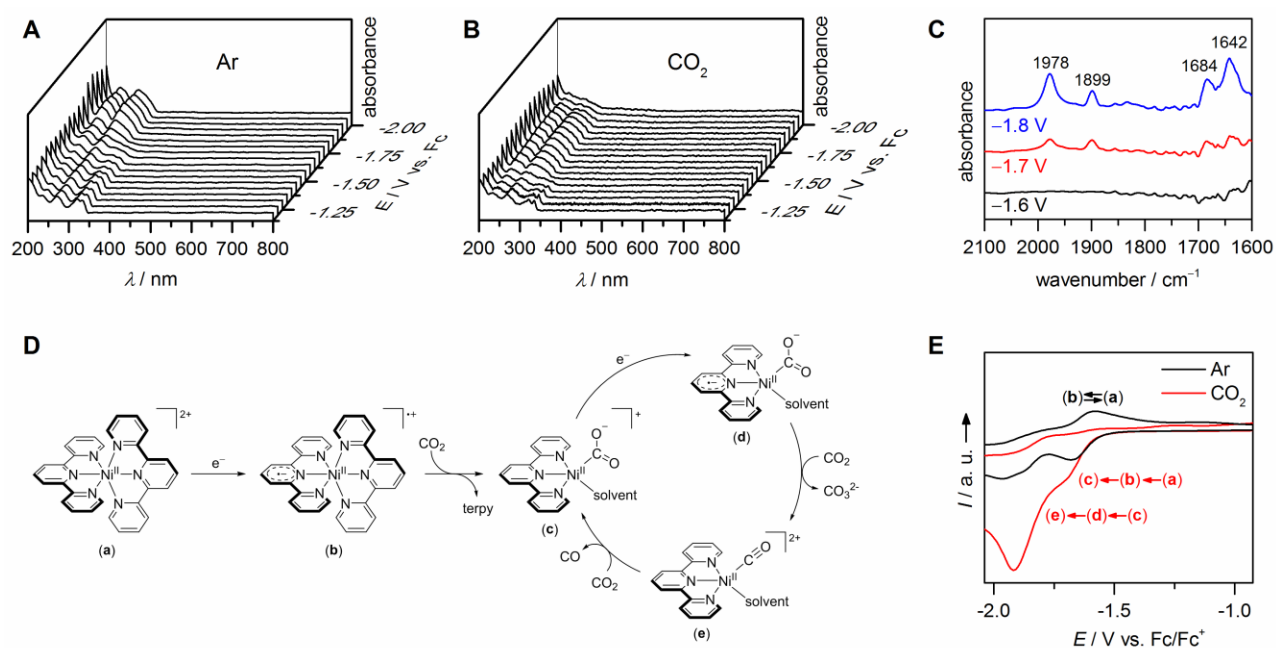 A
Ar
absorbance
-2.00
-1.75
-1.50
-1.25
E / V vs. Fc
200 300 400 500 600 700 800
λ / nm
B
CO2
absorbance
-2.00
-1.75
-1.50
-1.25
E / V vs. Fc
200 300 400 500 600 700 800
λ / nm
C
1978
1899
1684
1642
−1.8 V
−1.7 V
−1.6 V
absorbance
2100 2000 1900 1800 1700 1600
wavenumber / cm−1
D
2+
N
N
N
NiII
N
N
N
(a)
e−
•+
N
N
N
NiII
N
N
N
•−
(b)
CO2
terpy
+
O−
C
O
N
N
N
NiII
solvent
(c)
e−
O−
C
O
N
N
N
NiII
•−
solvent
(d)
CO2
CO32-
2+
C
O
N
N
N
NiII
solvent
(e)
CO
CO2
E
Ar
CO2
(b)⇌(a)
(c)←(b)←(a)
(e)←(d)←(c)
I / a. u. →
-2.0 -1.5 -1.0
E / V vs. Fc/Fc+